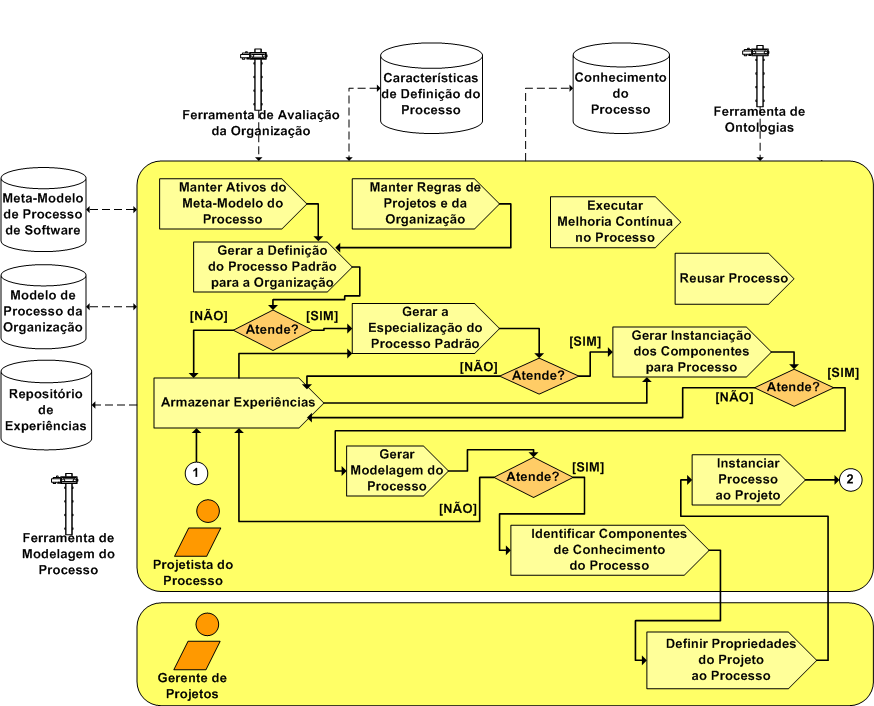 Ferramenta de Avaliação
da Organização
Características
de Definição do
Processo
Conhecimento
do
Processo
Ferramenta de
Ontologias
Meta-Modelo
de Processo
de Software
Modelo de
Processo da
Organização
Repositório
de
Experiências
Ferramenta de
Modelagem do
Processo
Manter Ativos do
Meta-Modelo do
Processo
Manter Regras de
Projetos e da
Organização
Executar
Melhoria Contínua
no Processo
Reusar Processo
Gerar a Definição
do Processo Padrão
para a Organização
[NÃO]
Atende?
[SIM]
Gerar a
Especialização do
Processo Padrão
[NÃO]
Atende?
[SIM]
Gerar Instanciação
dos Componentes
para Processo
[NÃO]
Atende?
[SIM]
Armazenar Experiências
1
Gerar
Modelagem do
Processo
Atende?
[SIM]
[NÃO]
Instanciar
Processo
ao Projeto
2
Identificar Componentes
de Conhecimento
do Processo
Projetista do
Processo
Definir Propriedades
do Projeto
ao Processo
Gerente de
Projetos